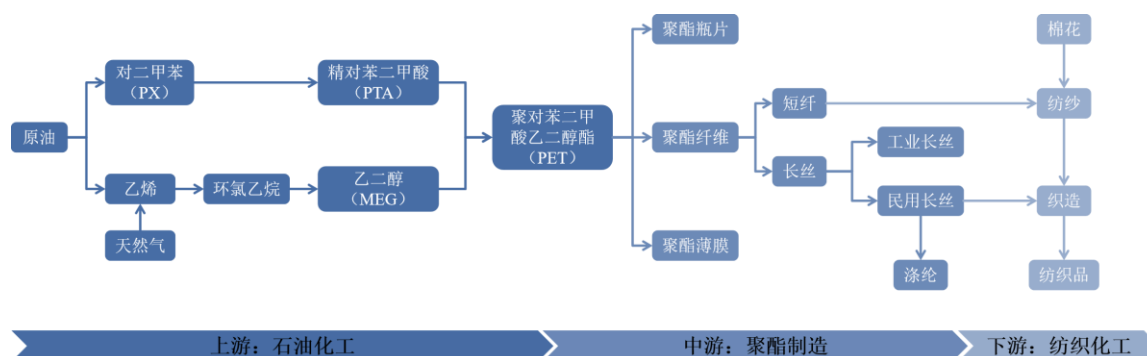 原油
对二甲苯
（PX）
精对苯二甲酸
（PTA）
乙烯
环氯乙烷
乙二醇
（MEG）
天然气
聚对苯二甲
酸乙二醇酯
（PET）
聚酯瓶片
聚酯纤维
聚酯薄膜
短纤
长丝
工业长丝
民用长丝
涤纶
棉花
纺纱
织造
纺织品
上游：石油化工
中游：聚酯制造
下游：纺织化工